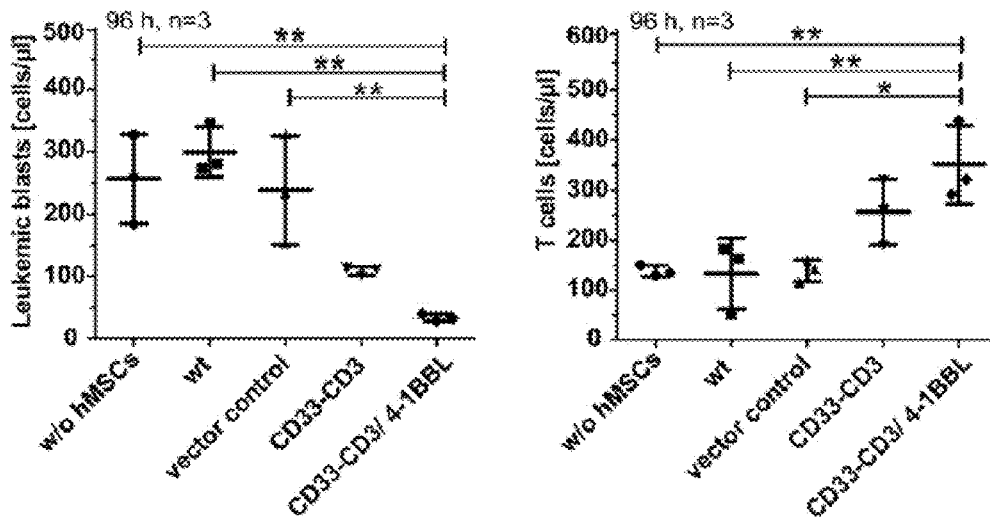 96 h, n=3
**
**
**
Leukemic blasts [cells/µl]
500
400
300
200
100
0
w/o hMSCs
wt
vector control
CD33-CD3
CD33-CD3/ 4-1BBL
96 h, n=3
**
**
*
T cells [cells/µl]
600
500
400
300
200
100
0
w/o hMSCs
wt
vector control
CD33-CD3
CD33-CD3/ 4-1BBL